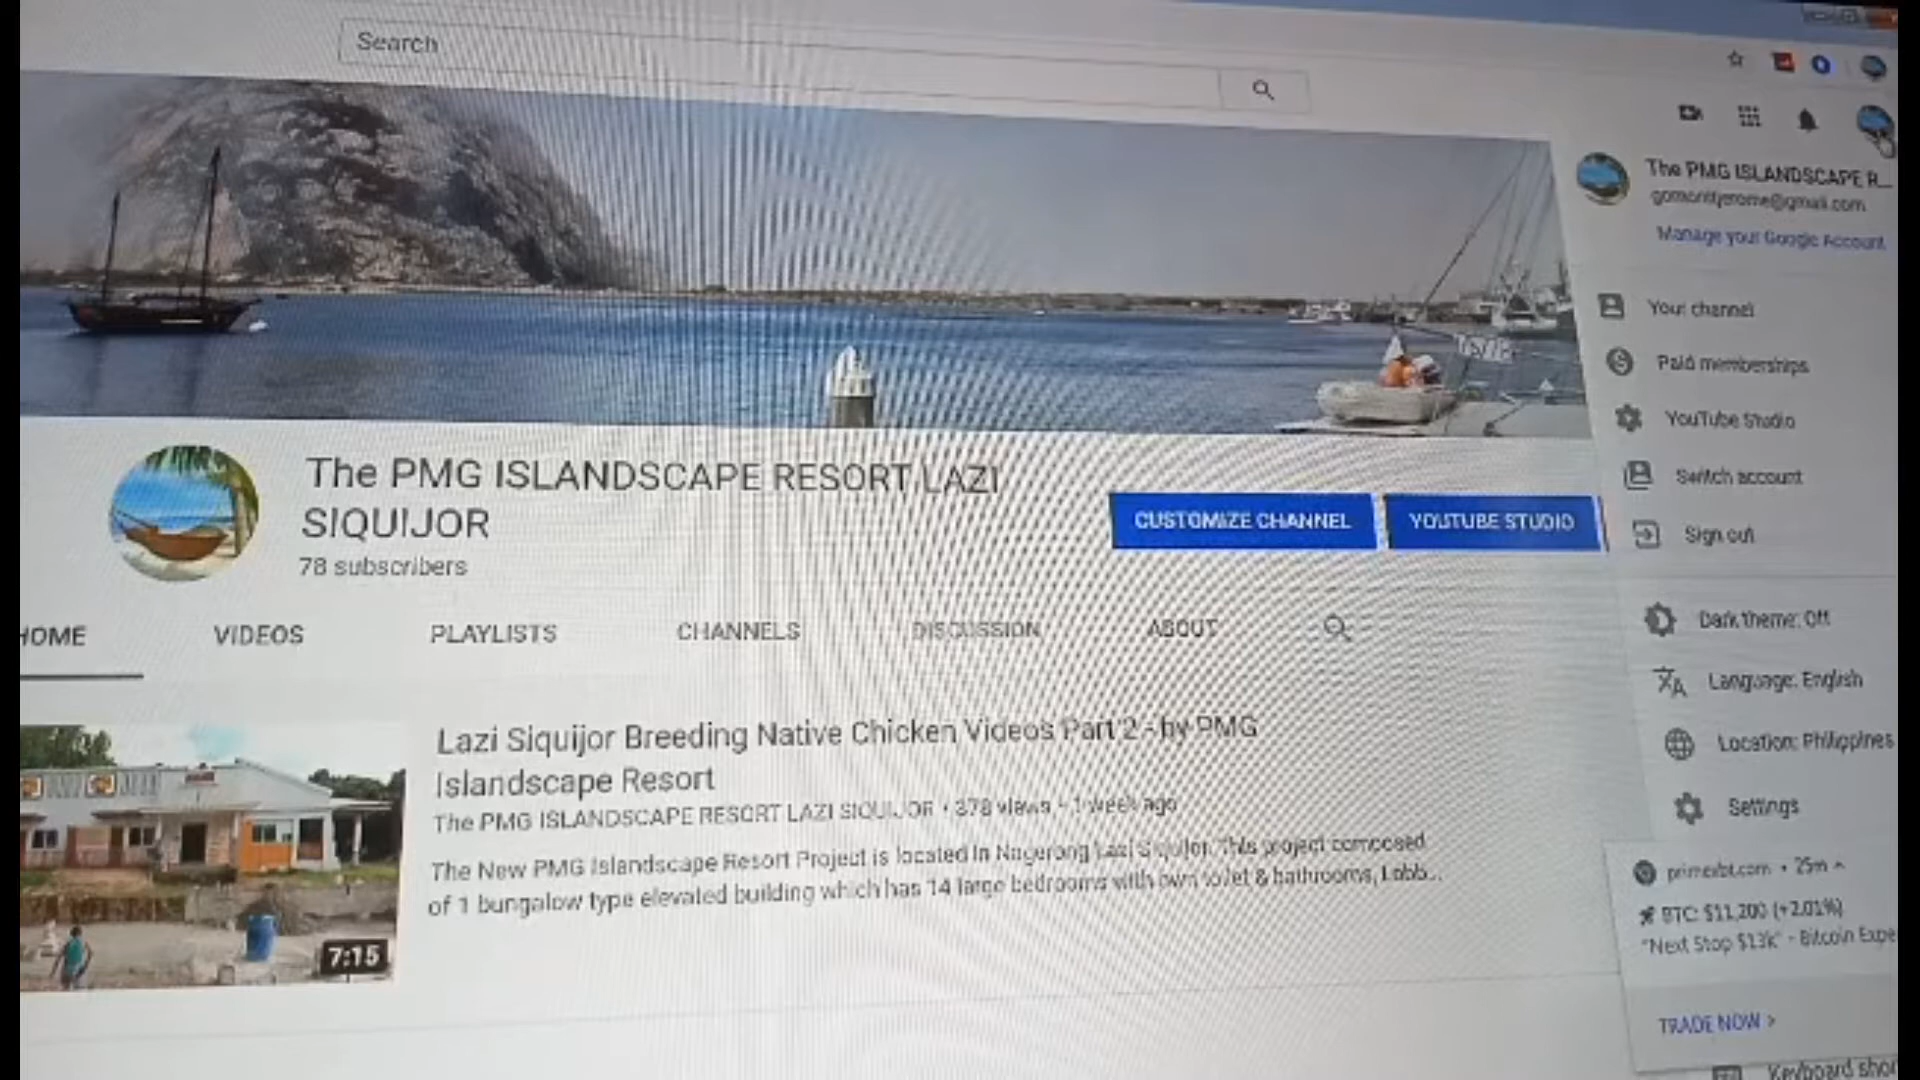 Search
The PMG ISLANDSCAPE R...
Manage your Google Account
Your channel
Paid memberships
YouTube Studio
Switch account
Sign out
The PMG ISLANDSCAPE RESORT LAZI
SIQUIJOR
78 subscribers
CUSTOMIZE CHANNEL
YOUTUBE STUDIO
HOME
VIDEOS
PLAYLISTS
CHANNELS
DISCUSSION
ABOUT
Dark theme: Off
Language: English
Location: Philippines
Settings
7:15
Lazi Siquijor Breeding Native Chicken Videos Part 2 - by PMG
Islandscape Resort
The PMG ISLANDSCAPE RESORT LAZI SIQUIJOR • 378 views • 1 week ago
The New PMG Islandscape Resort Project is located in Lazi Siquijor. This project composed
of 1 bungalow type elevated building which has 14 large bedrooms with own toilet & bathrooms, Lobb...
primexbt.com • 25m
BTC $11,200 (+2.01%)
"Next Stop $13k" - Bitcoin Expe
TRADE NOW >
Keyboard shor